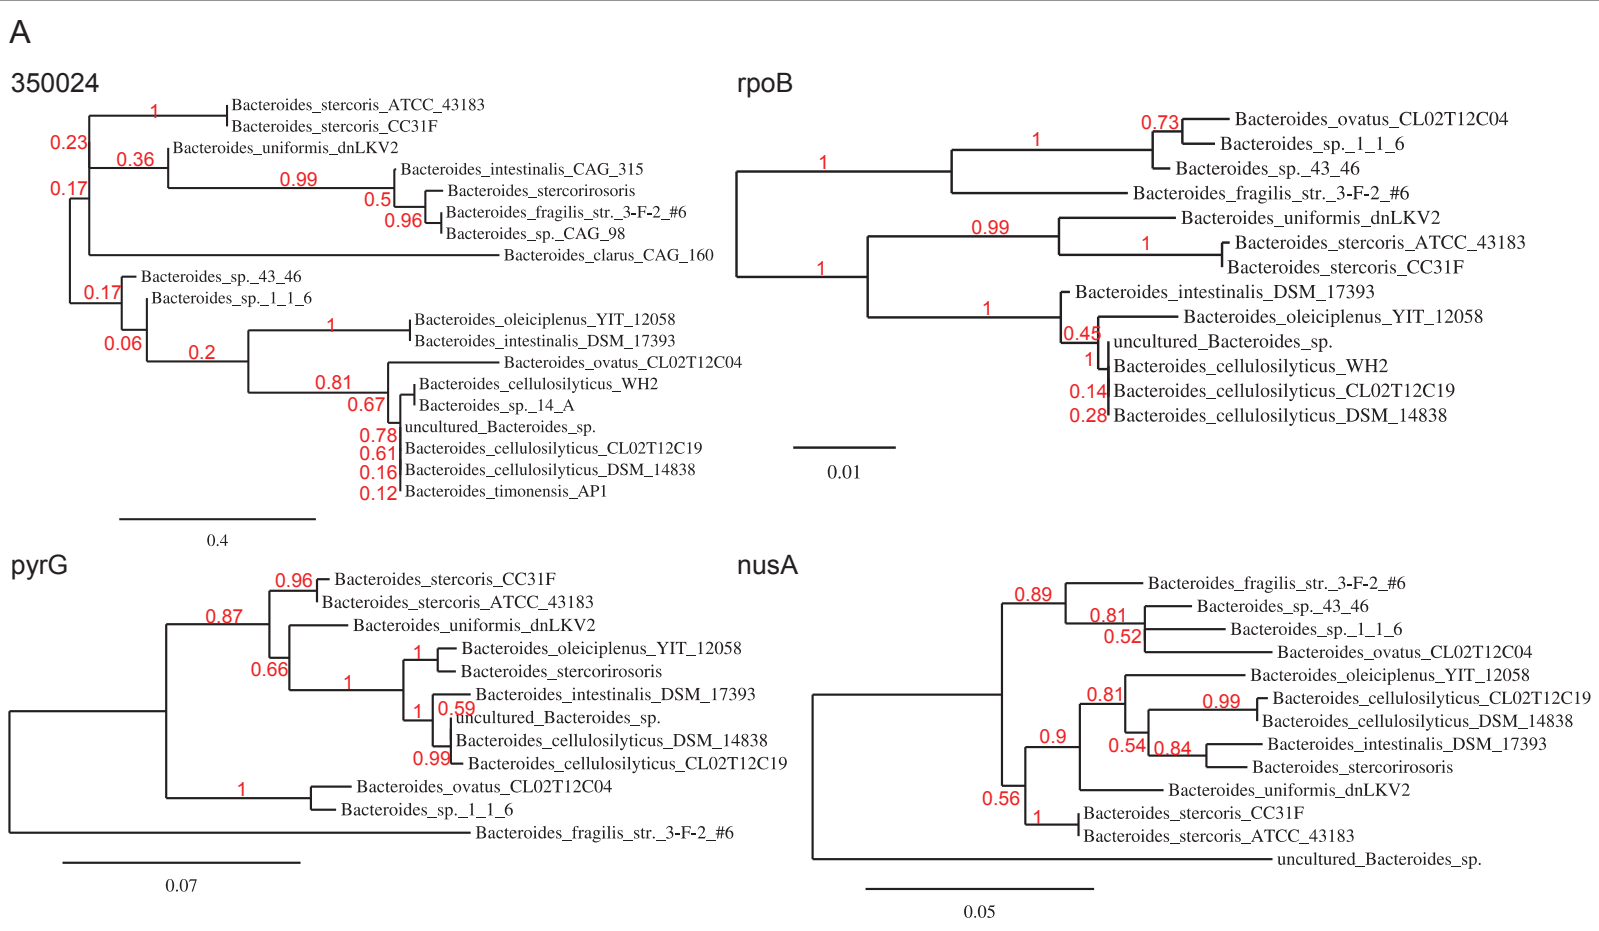 A
350024
1
Bacteroides_stercoris_ATCC_43183
Bacteroides_stercoris_CC31F
0.23
Bacteroides_uniformis_dnLKV2
0.36
Bacteroides_intestinalis_CAG_315
0.99
0.17
Bacteroides_stercorirosoris
0.5
Bacteroides_fragilis_str._3-F-2_#6
0.96
Bacteroides_sp._CAG_98
Bacteroides_clarus_CAG_160
Bacteroides_sp._43_46
0.17
Bacteroides_sp._1_1_6
Bacteroides_oleiciplenus_YIT_12058
1
0.06
Bacteroides_intestinalis_DSM_17393
0.2
Bacteroides_ovatus_CL02T12C04
0.81
Bacteroides_cellulosilyticus_WH2
0.67
Bacteroides_sp._14_A
uncultured_Bacteroides_sp.
0.78
Bacteroides_cellulosilyticus_CL02T12C19
0.61
Bacteroides_cellulosilyticus_DSM_14838
0.16
Bacteroides_timonensis_AP1
0.12
0.4
rpoB
Bacteroides_ovatus_CL02T12C04
0.73
1
Bacteroides_sp._1_1_6
1
Bacteroides_sp._43_46
Bacteroides_fragilis_str._3-F-2_#6
Bacteroides_uniformis_dnLKV2
0.99
1
Bacteroides_stercoris_ATCC_43183
1
Bacteroides_stercoris_CC31F
Bacteroides_intestinalis_DSM_17393
1
Bacteroides_oleiciplenus_YIT_12058
0.45
uncultured_Bacteroides_sp.
1
Bacteroides_cellulosilyticus_WH2
0.14
Bacteroides_cellulosilyticus_CL02T12C19
0.28
Bacteroides_cellulosilyticus_DSM_14838
0.01
pyrG
0.96
Bacteroides_stercoris_CC31F
Bacteroides_stercoris_ATCC_43183
0.87
Bacteroides_uniformis_dnLKV2
Bacteroides_oleiciplenus_YIT_12058
1
0.66
Bacteroides_stercorirosoris
1
Bacteroides_intestinalis_DSM_17393
1
0.59
uncultured_Bacteroides_sp.
Bacteroides_cellulosilyticus_DSM_14838
0.99
Bacteroides_cellulosilyticus_CL02T12C19
1
Bacteroides_ovatus_CL02T12C04
Bacteroides_sp._1_1_6
Bacteroides_fragilis_str._3-F-2_#6
0.07
nusA
Bacteroides_fragilis_str._3-F-2_#6
0.89
Bacteroides_sp._43_46
0.81
Bacteroides_sp._1_1_6
0.52
Bacteroides_ovatus_CL02T12C04
Bacteroides_oleiciplenus_YIT_12058
0.81
Bacteroides_cellulosilyticus_CL02T12C19
0.99
Bacteroides_cellulosilyticus_DSM_14838
0.9
0.54
0.84
Bacteroides_intestinalis_DSM_17393
Bacteroides_stercorirosoris
Bacteroides_uniformis_dnLKV2
0.56
1
Bacteroides_stercoris_CC31F
Bacteroides_stercoris_ATCC_43183
uncultured_Bacteroides_sp.
0.05